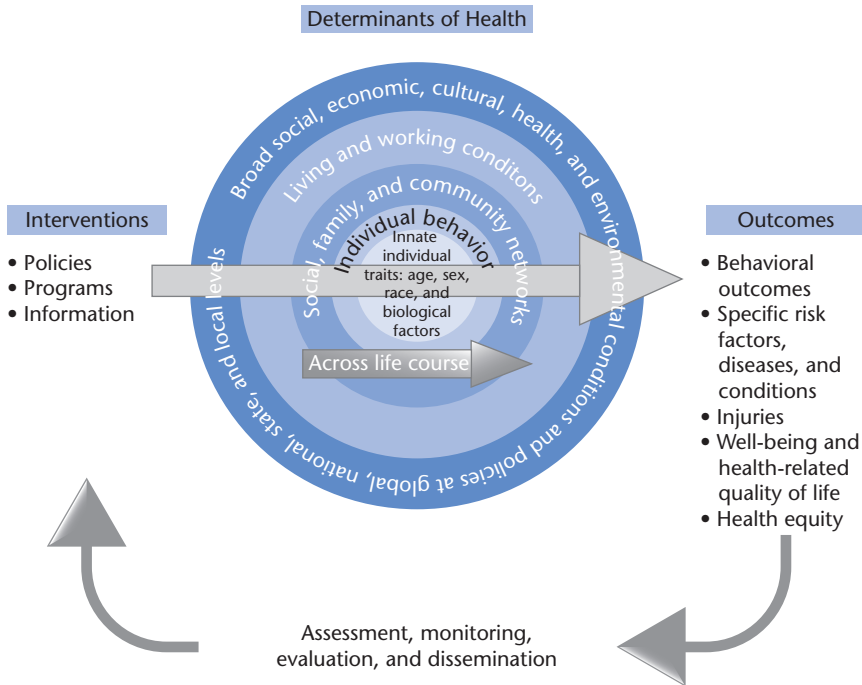 Determinants of Health
Broad social, economic, cultural, health, and environmental conditions and policies at global, national, state, and local levels
Living and working conditons
Social, family, and community networks
Individual behavior
Innate
individual
traits: age, sex,
race, and
biological
factors
Across life course
Interventions
• Policies
• Programs
• Information
Outcomes
• Behavioral
outcomes
• Specific risk
factors,
diseases, and
conditions
• Injuries
• Well-being and
health-related
quality of life
• Health equity
Assessment, monitoring,
evaluation, and dissemination